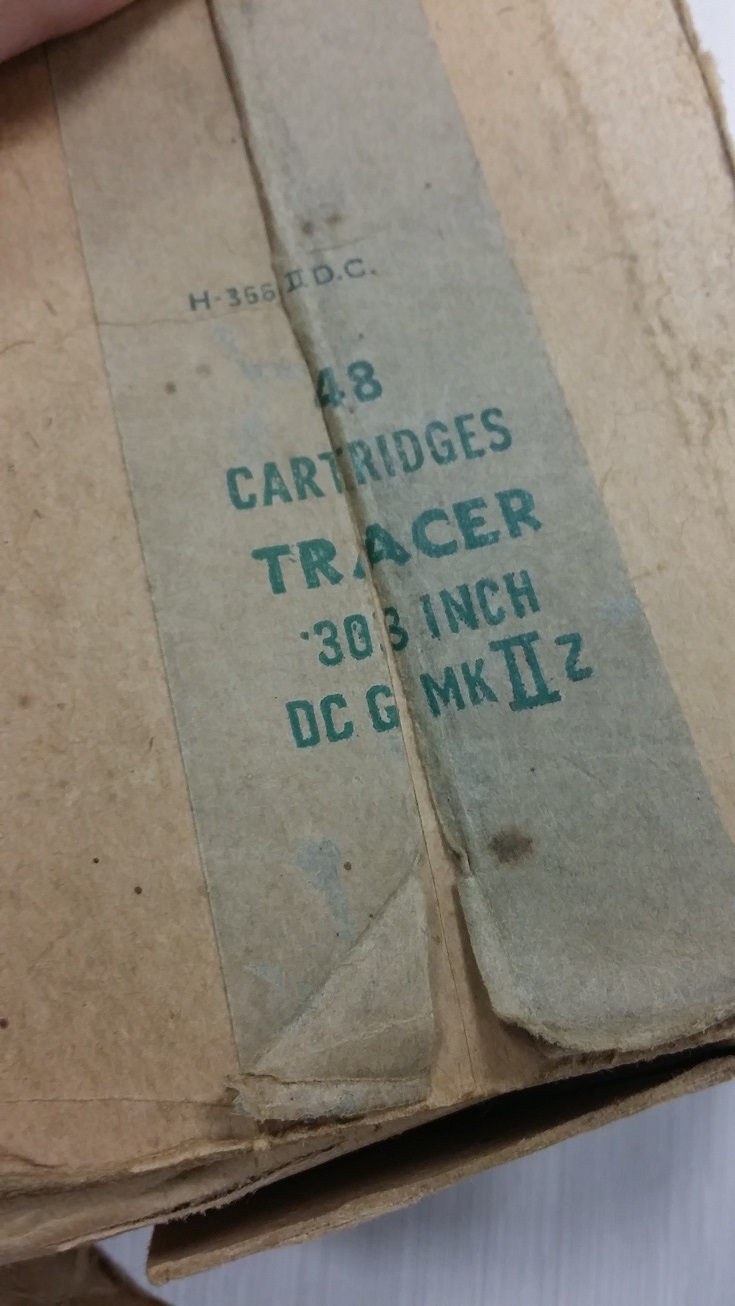 H-366 II D.C.
48
CARTRIDGES
TRACER
·303 INCH
DC G MK II Z